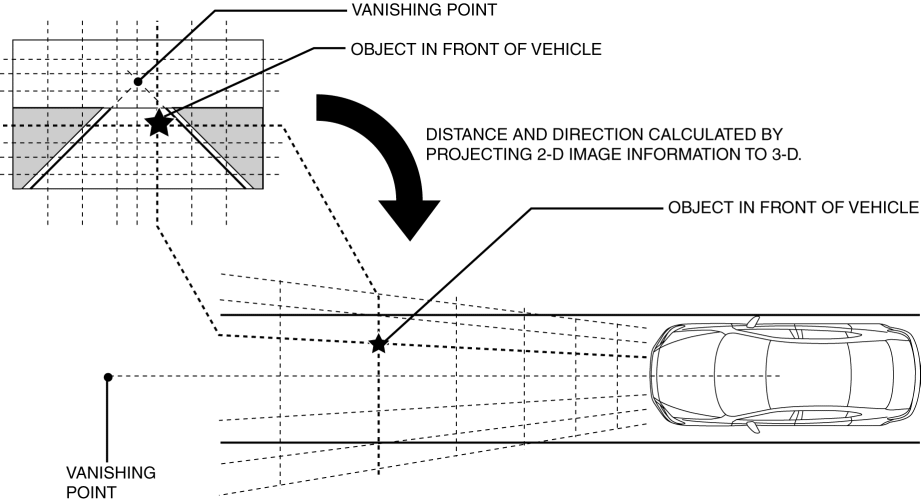 VANISHING POINT
OBJECT IN FRONT OF VEHICLE
DISTANCE AND DIRECTION CALCULATED BY
PROJECTING 2-D IMAGE INFORMATION TO 3-D.
OBJECT IN FRONT OF VEHICLE
VANISHING
POINT